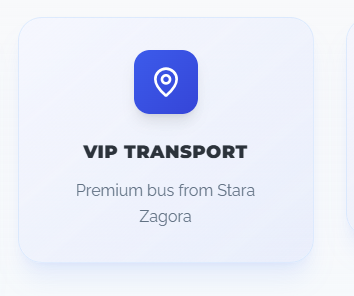 VIP TRANSPORT
Premium bus from Stara
Zagora